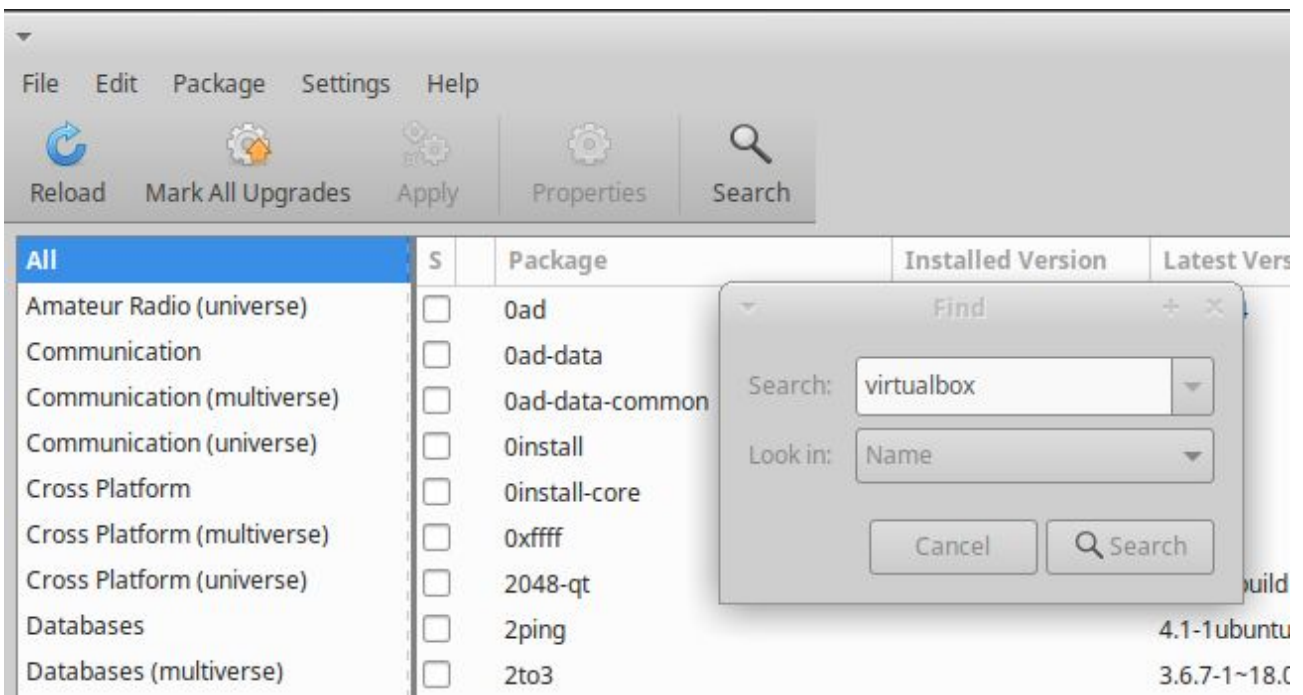 File Edit Package Settings Help
Reload Mark All Upgrades Apply Properties Search
All
Amateur Radio (universe)
Communication
Communication (multiverse)
Communication (universe)
Cross Platform
Cross Platform (multiverse)
Cross Platform (universe)
Databases
Databases (multiverse)
S Package Installed Version Latest Vers
0ad
0ad-data
0ad-data-common
0install
0install-core
0xffff
2048-qt
2ping 4.1-1ubuntu
2to3 3.6.7-1~18.0
Find
Search: virtualbox
Look in: Name
Cancel Search